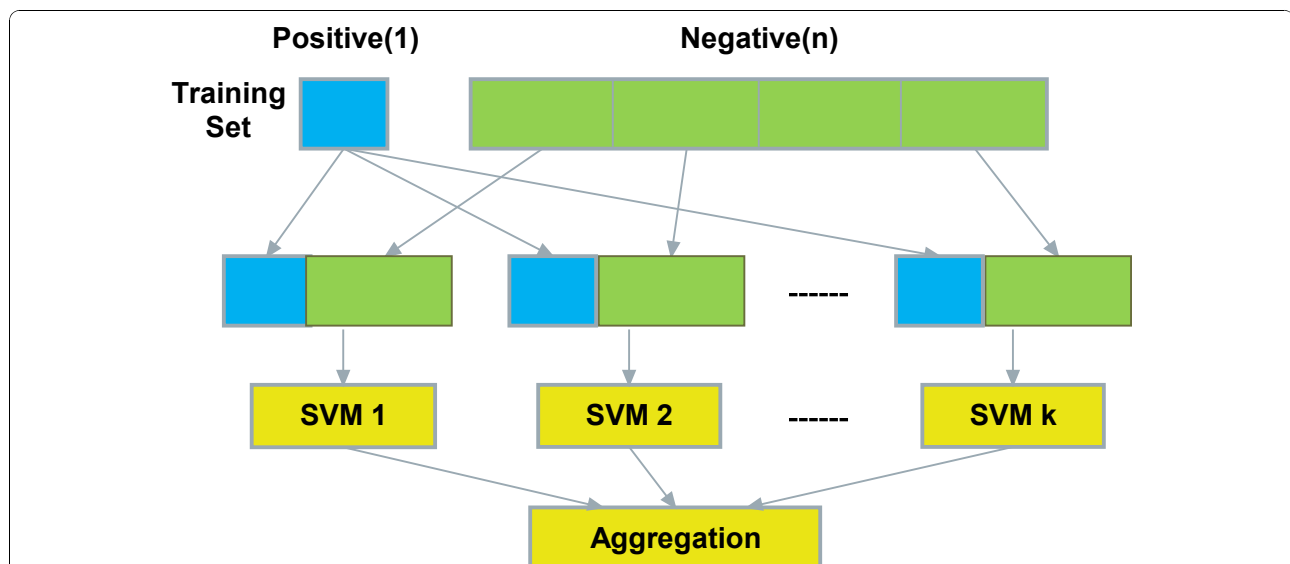 Positive(1) Negative(n)
Training
Set
------
SVM 1 SVM 2 ------ SVM k
Aggregation